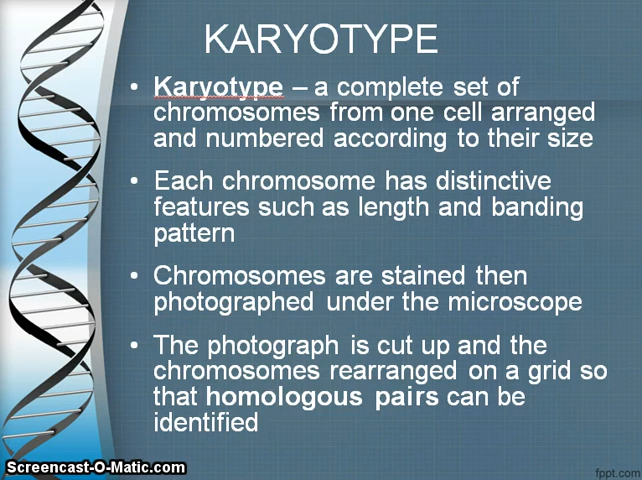 KARYOTYPE
• Karyotype – a complete set of
chromosomes from one cell arranged
and numbered according to their size
• Each chromosome has distinctive
features such as length and banding
pattern
• Chromosomes are stained then
photographed under the microscope
• The photograph is cut up and the
chromosomes rearranged on a grid so
that homologous pairs can be
identified
Screencast-O-Matic.com
fppt.com